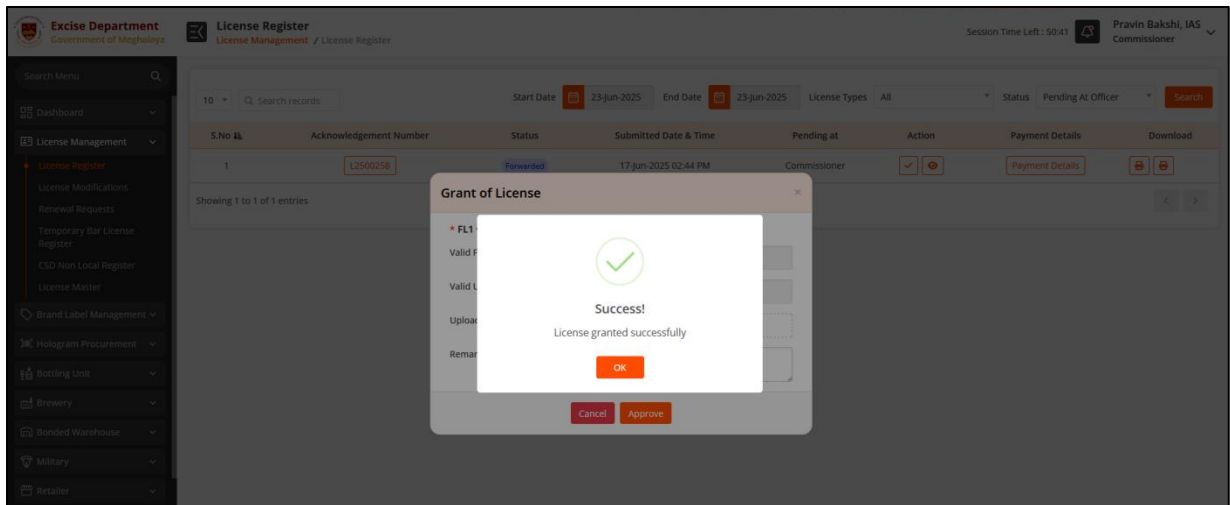 Excise Department
Government of Meghalaya
License Register
License Management / License Register
Session Time Left : 50:41
Pravin Bakshi, IAS
Commissioner
Search Menu
Dashboard
License Management
License Register
License Modifications
Renewal Requests
Temporary Bar License
Register
CSD Non Local Register
License Master
Brand Label Management
Hologram Procurement
Bottling Unit
Brewery
Bonded Warehouse
Military
Retailer
10 Search records Start Date 23-Jun-2025 End Date 23-Jun-2025 License Types All Status Pending At Officer Search
S.No Acknowledgement Number Status Submitted Date & Time Pending at Action Payment Details Download
1 L2500258 Forwarded 17-Jun-2025 02:44 PM Commissioner Payment Details
Showing 1 to 1 of 1 entries
Grant of License ×
* FL1
Valid F
Valid U
Upload
Remar
Success!
License granted successfully
OK
Cancel Approve